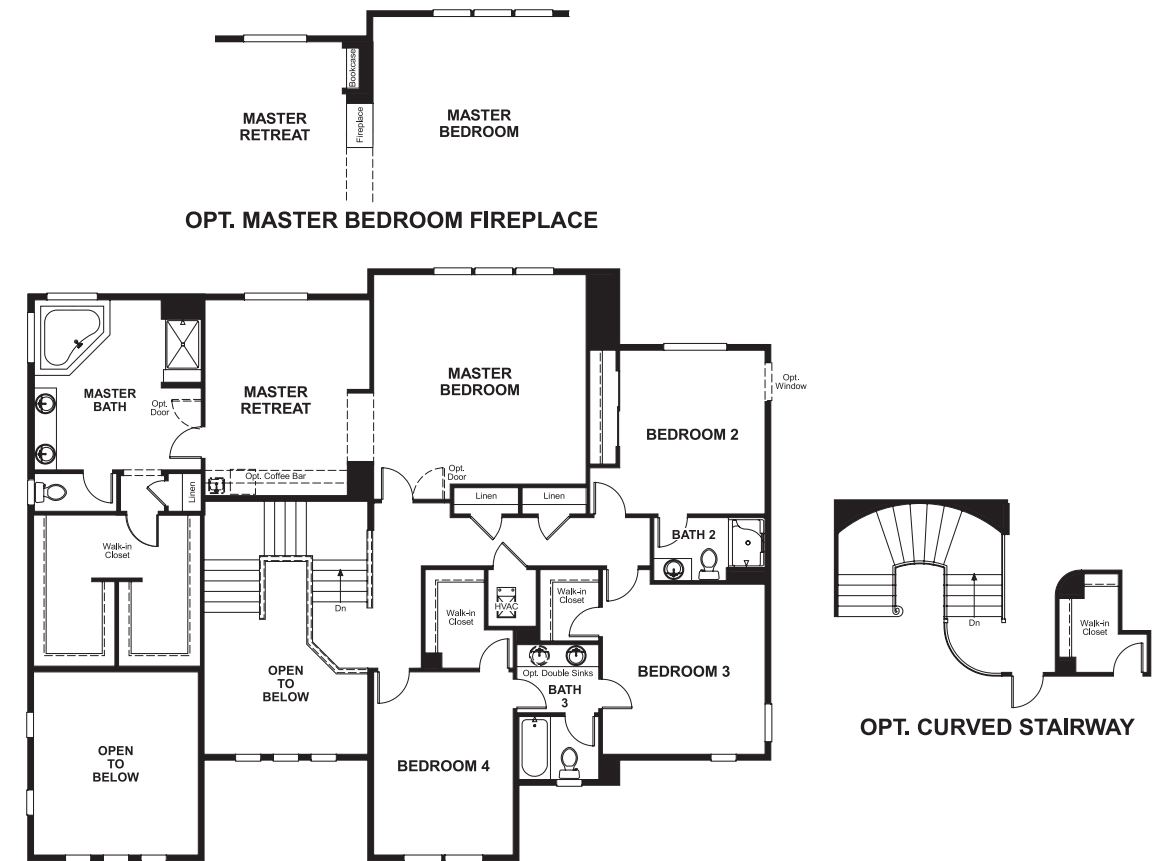 Bookcase
Fireplace
MASTER
RETREAT
MASTER
BEDROOM
OPT. MASTER BEDROOM FIREPLACE
MASTER
BATH
Opt.
Door
MASTER
RETREAT
MASTER
BEDROOM
Opt.
Window
BEDROOM 2
Opt. Coffee Bar
Opt.
Door
Linen
Linen
Linen
BATH 2
Walk-in
Closet
Dn
HVAC
Walk-in
Closet
Walk-in
Closet
OPEN
TO
BELOW
Opt. Double Sinks
BATH
3
BEDROOM 3
OPEN
TO
BELOW
BEDROOM 4
Dn
Walk-in
Closet
OPT. CURVED STAIRWAY